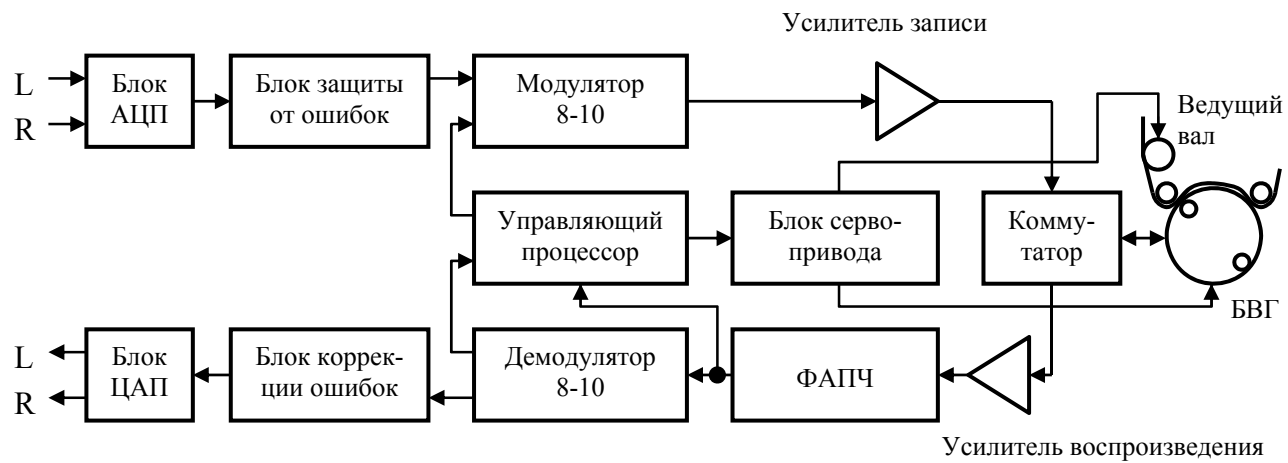 Усилитель записи
L
R
Блок
АЦП
Блок защиты
от ошибок
Модулятор
8-10
Ведущий
вал
Управляющий
процессор
Блок серво-
привода
Комму-
татор
БВГ
L
R
Блок
ЦАП
Блок коррек-
ции ошибок
Демодулятор
8-10
ФАПЧ
Усилитель воспроизведения